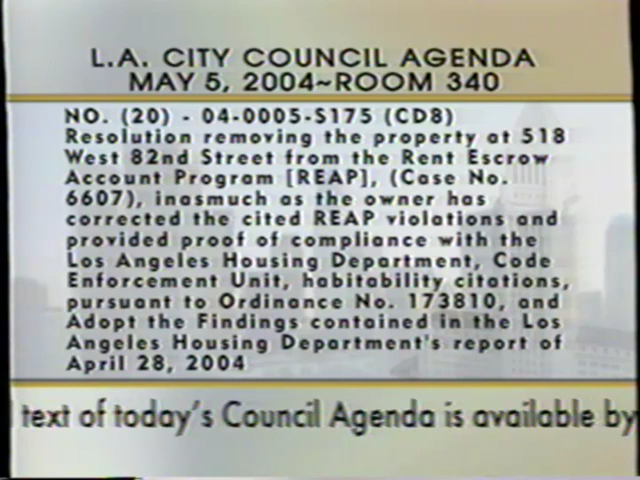 L.A. CITY COUNCIL AGENDA
MAY 5, 2004~ROOM 340
NO. (20) - 04-0005-S175 (CD8)
Resolution removing the property at 518
West 82nd Street from the Rent Escrow
Account Program [REAP], (Case No.
6607), inasmuch as the owner has
corrected the cited REAP violations and
provided proof of compliance with the
Los Angeles Housing Department, Code
Enforcement Unit, habitability citations,
pursuant to Ordinance No. 173810, and
Adopt the Findings contained in the Los
Angeles Housing Department's report of
April 28, 2004
text of today's Council Agenda is available by